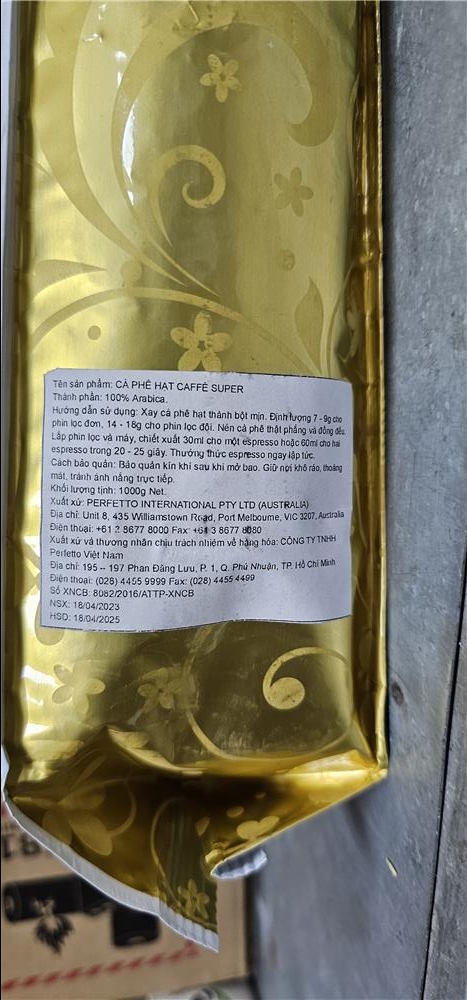 Tên sản phẩm: CÀ PHÊ HẠT CAFFÉ SUPER
Thành phần: 100% Arabica.
Hướng dẫn sử dụng: Xay cà phê hạt thành bột mịn. Định lượng 7 - 9g cho
phin lọc đơn, 14 - 18g cho phin lọc đôi. Nén cà phê thật phẳng và đồng đều.
Lắp phin lọc và máy, chiết xuất 30ml cho một espresso hoặc 60ml cho hai
espresso trong 20 - 25 giây. Thưởng thức espresso ngay lập tức.
Cách bảo quản: Bảo quản kín khí sau khi mở bao. Giữ nơi khô ráo, thoáng
mát, tránh ánh nắng trực tiếp.
Khối lượng tịnh: 1000g Net.
Xuất xứ: PERFETTO INTERNATIONAL PTY LTD (AUSTRALIA)
Địa chỉ: Unit 8, 435 Williamstown Road, Port Melbourne, VIC 3207, Australia
Điện thoại: +61 3 8677 8000 Fax: +61 3 8677 8080
Xuất xứ và thương nhân chịu trách nhiệm về hàng hóa: CÔNG TY TNHH
Perfetto Việt Nam
Địa chỉ: 195 – 197 Phan Đăng Lưu, P. 1, Q. Phú Nhuận, TP. Hồ Chí Minh
Điện thoại: (028) 4455 9999 Fax: (028) 4455 4499
Số XNCB: 8082/2016/ATTP-XNCB
NSX: 18/04/2023
HSD: 18/04/2025